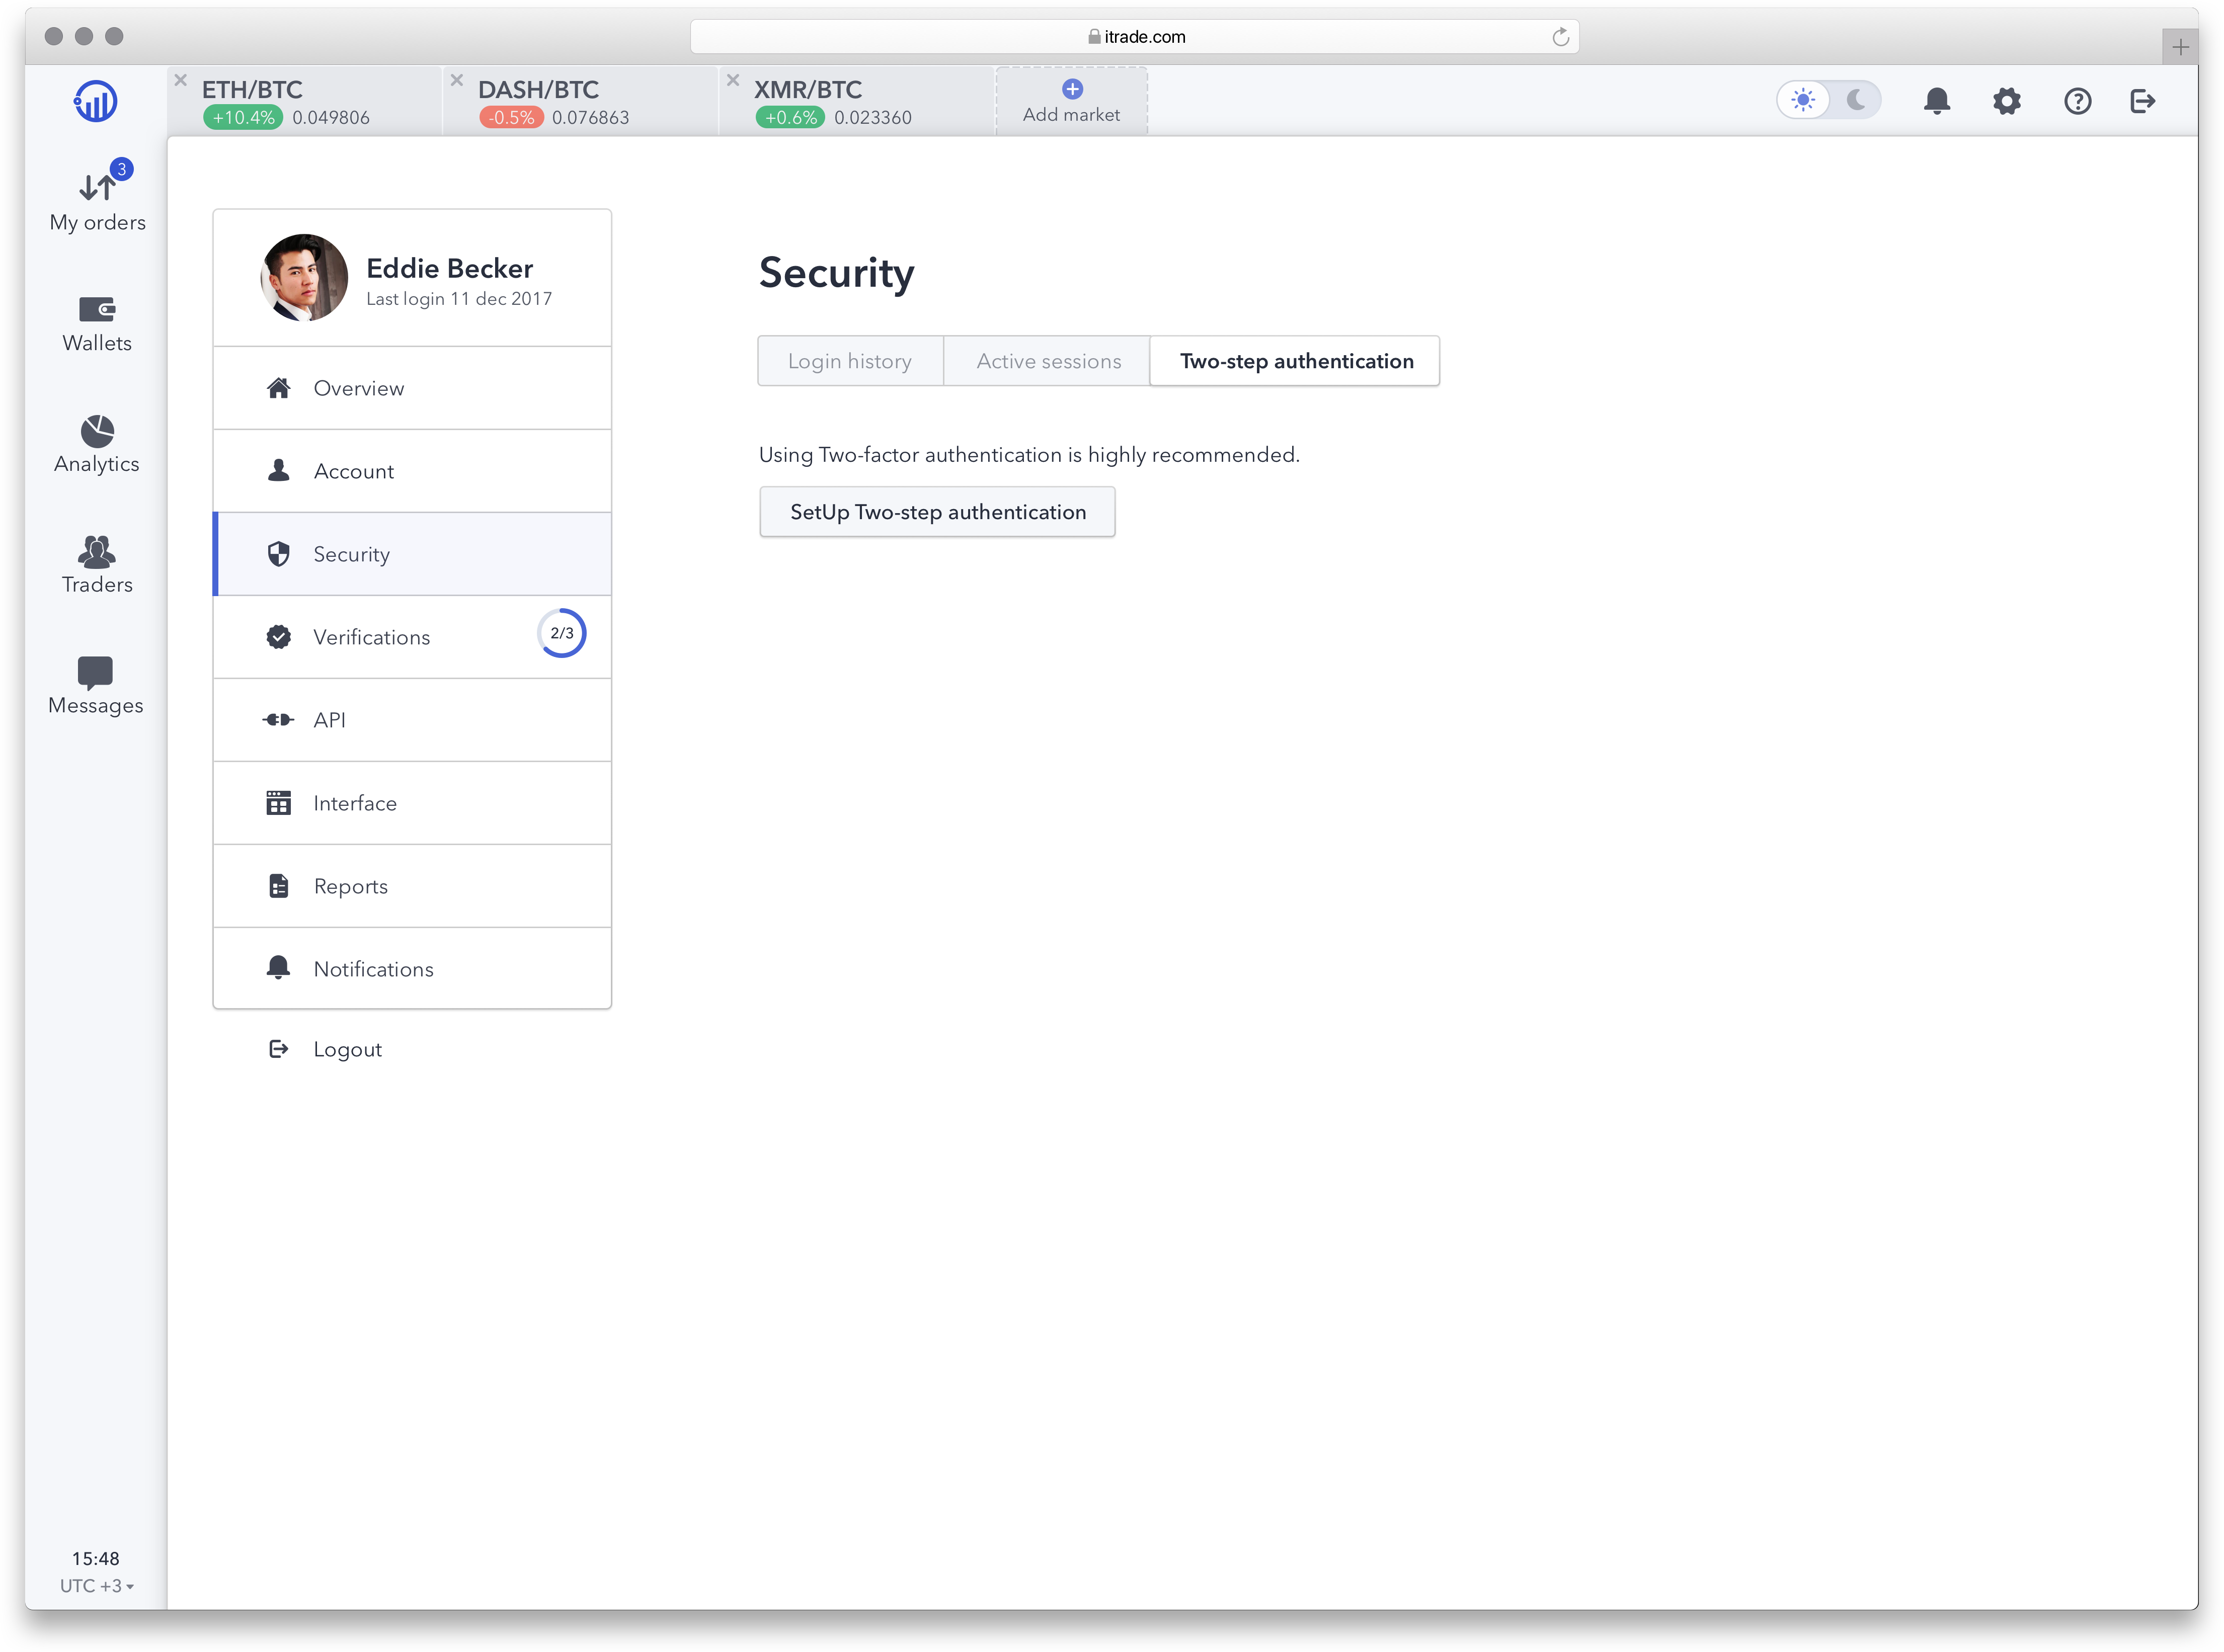 itrade.com
ETH/BTC
+10.4% 0.049806
DASH/BTC
-0.5% 0.076863
XMR/BTC
+0.6% 0.023360
Add market
3
My orders
Wallets
Analytics
Traders
Messages
15:48
UTC +3
Eddie Becker
Last login 11 dec 2017
Overview
Account
Security
Verifications
2/3
API
Interface
Reports
Notifications
Logout
Security
Login history
Active sessions
Two-step authentication
Using Two-factor authentication is highly recommended.
SetUp Two-step authentication